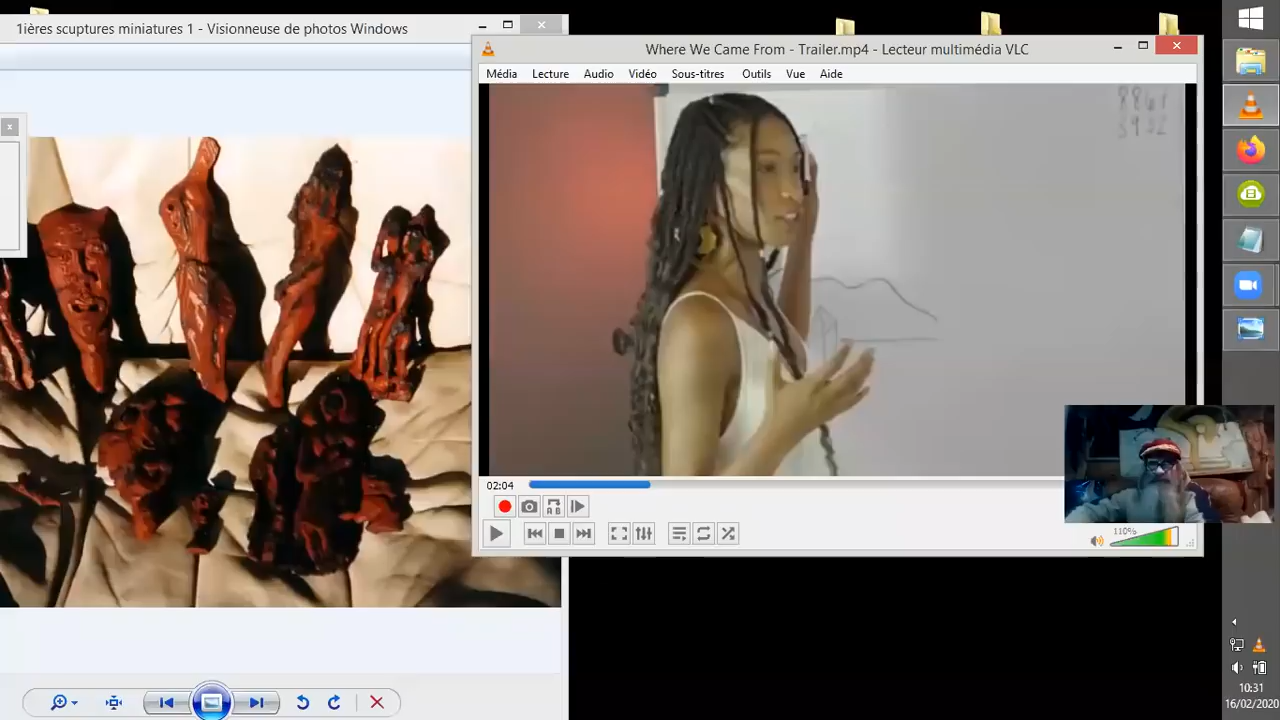 1ières scuptures miniatures 1 - Visionneuse de photos Windows
Where We Came From - Trailer.mp4 - Lecteur multimédia VLC
Média Lecture Audio Vidéo Sous-titres Outils Vue Aide
02:04
A B
110%
10:31
16/02/2020